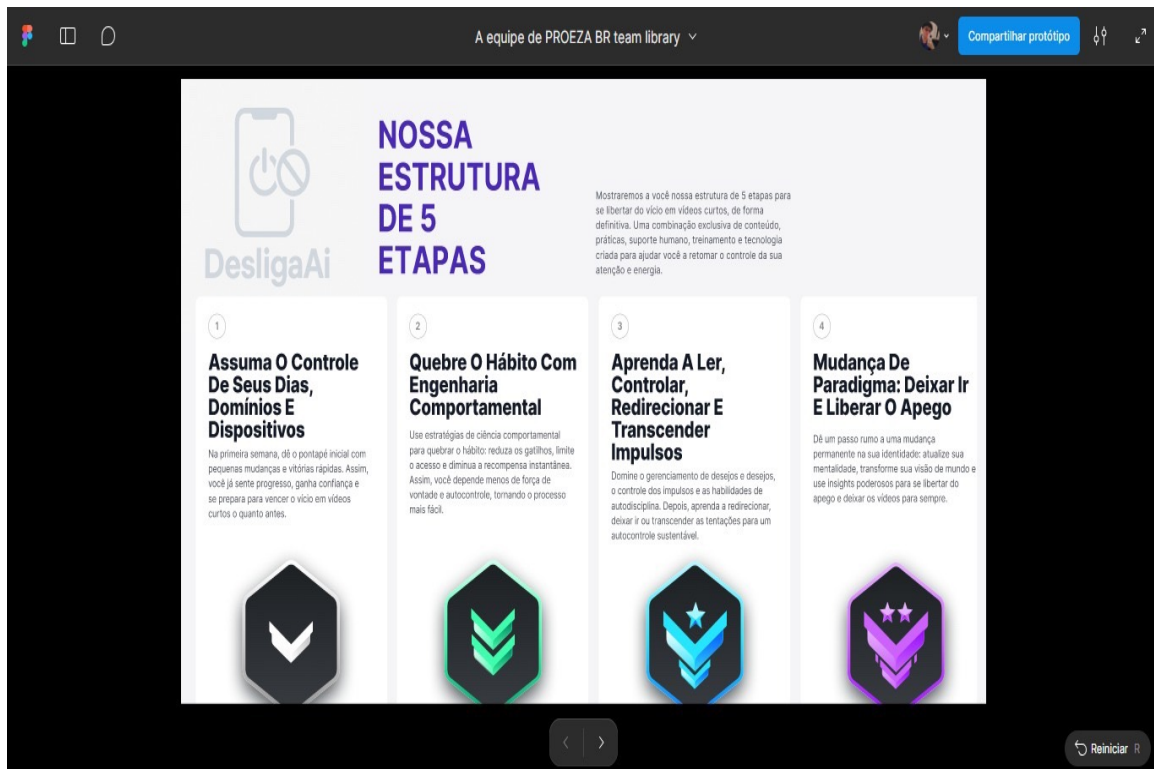 A equipe de PROEZA BR team library
Compartilhar protótipo
DesligaAi
NOSSA
ESTRUTURA
DE 5
ETAPAS
Mostraremos a você nossa estrutura de 5 etapas para
se libertar do vício em vídeos curtos, de forma
definitiva. Uma combinação exclusiva de conteúdo,
práticas, suporte humano, treinamento e tecnologia
criada para ajudar você a retomar o controle da sua
atenção e energia.
1
Assuma O Controle
De Seus Dias,
Domínios E
Dispositivos
Na primeira semana, dê o pontapé inicial com
pequenas mudanças e vitórias rápidas. Assim,
você já sente progresso, ganha confiança e
se prepara para vencer o vício em vídeos
curtos o quanto antes.
2
Quebre O Hábito Com
Engenharia
Comportamental
Use estratégias de ciência comportamental
para quebrar o hábito: reduza os gatilhos, limite
o acesso e diminua a recompensa instantânea.
Assim, você depende menos de força de
vontade e autocontrole, tornando o processo
mais fácil.
3
Aprenda A Ler,
Controlar,
Redirecionar E
Transcender
Impulsos
Domine o gerenciamento de desejos e desejos,
o controle dos impulsos e as habilidades de
autodisciplina. Depois, aprenda a redirecionar,
deixar ir ou transcender as tentações para um
autocontrole sustentável.
4
Mudança De
Paradigma: Deixar Ir
E Liberar O Apego
Dê um passo rumo a uma mudança
permanente na sua identidade: atualize sua
mentalidade, transforme sua visão de mundo e
use insights poderosos para se libertar do
apego e deixar os vídeos para sempre.
Reiniciar R